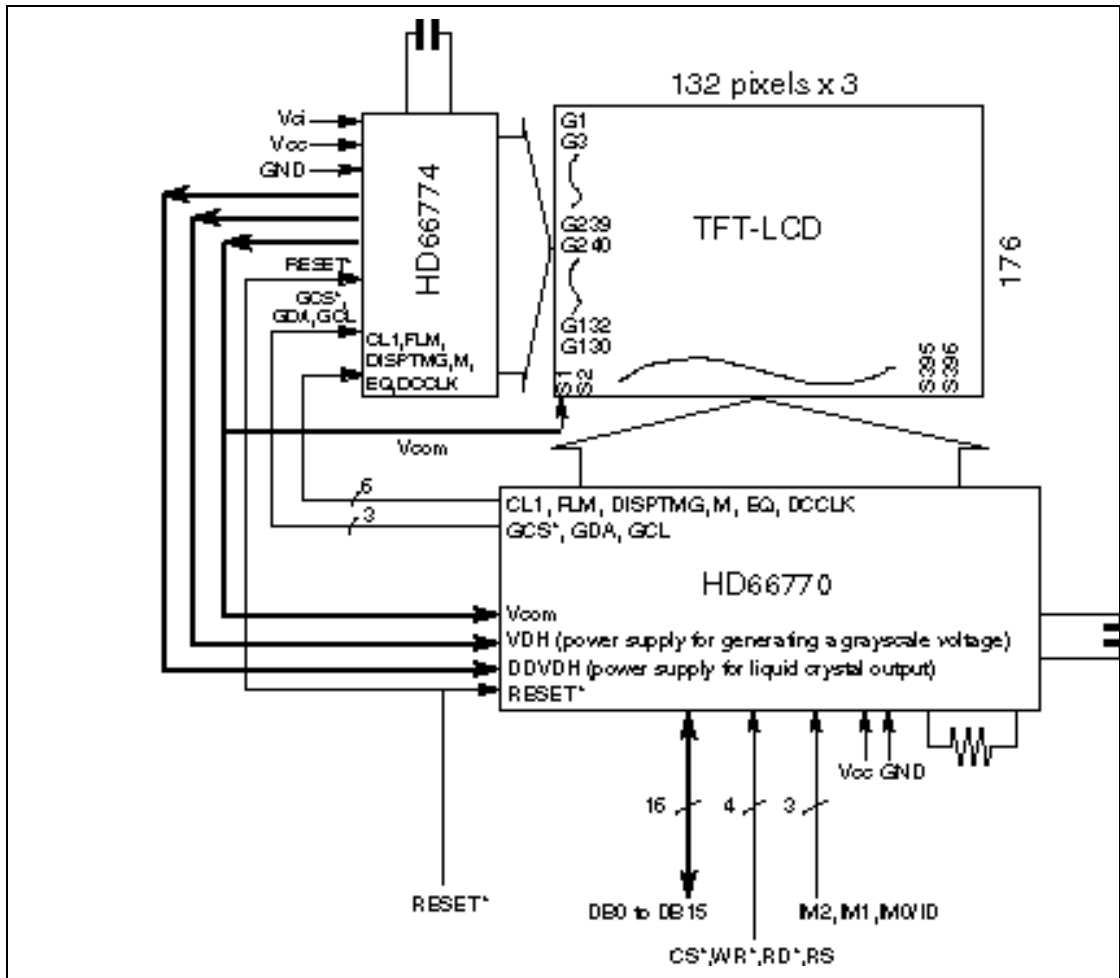 132 pixels x 3
Vci
Vcc
GND
HD66774
RESET*
GCS*,
GDA,GCL
CL1,FLM,
DISPTMG,M,
EQ,DCCLK
G1
G3
G239
G240
G132
G130
TFT-LCD
176
S1
S2
S395
S396
Vcom
6
3
CL1, FLM, DISPTMG, M, EQ, DCCLK
GCS*, GDA, GCL
HD66770
Vcom
VDH (power supply for generating a grayscale voltage)
DDVDH (power supply for liquid crystal output)
RESET*
Vcc GND
16
4
3
RESET*
DB0 to DB15
IM2,IM1,IM0/ID
CS*,WR*,RD*,RS